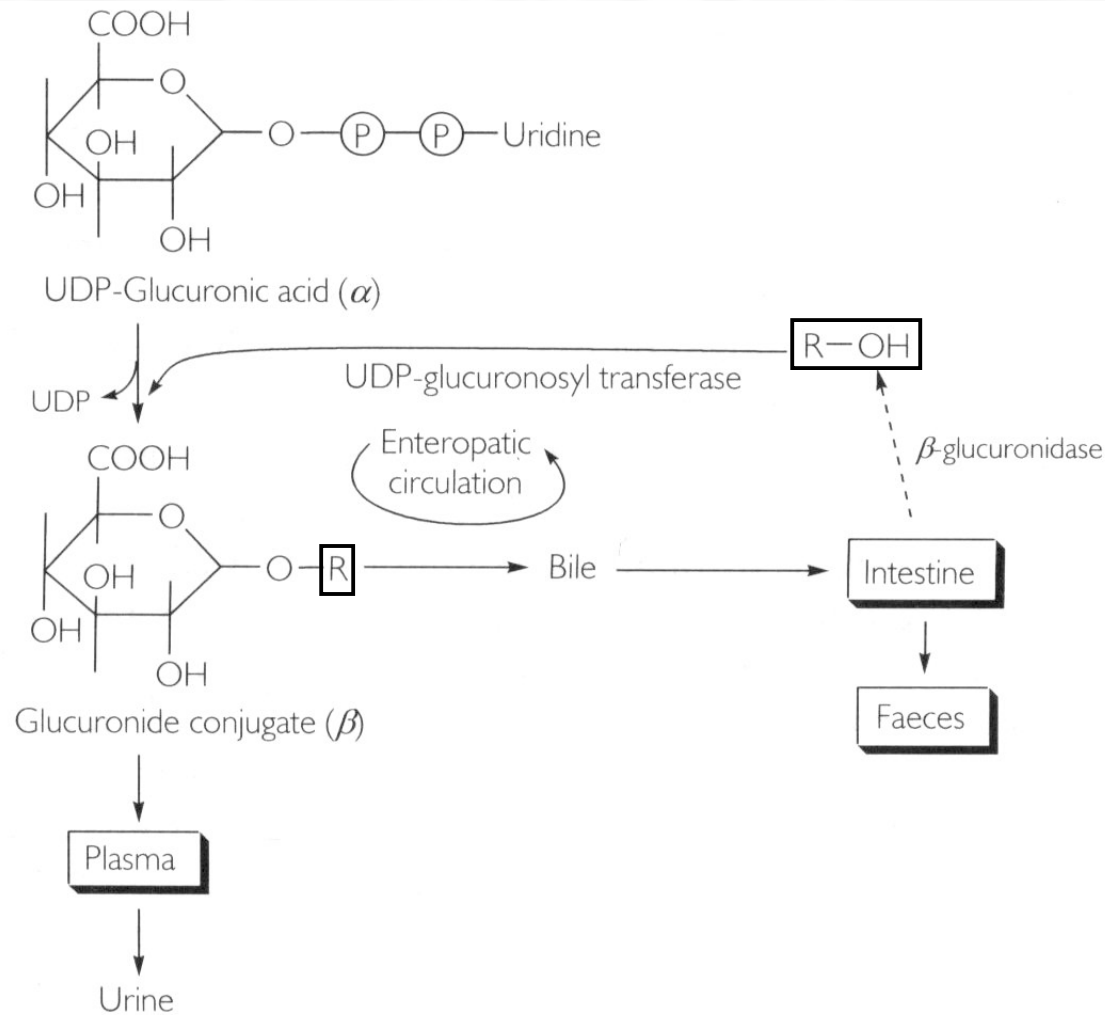 COOH
O
O
P
P
Uridine
OH
OH
OH
UDP-Glucuronic acid (α)
R—OH
UDP-glucuronosyl transferase
UDP
β-glucuronidase
Enteropatic
circulation
COOH
O
O
R
Bile
Intestine
OH
OH
OH
Faeces
Glucuronide conjugate (β)
Plasma
Urine